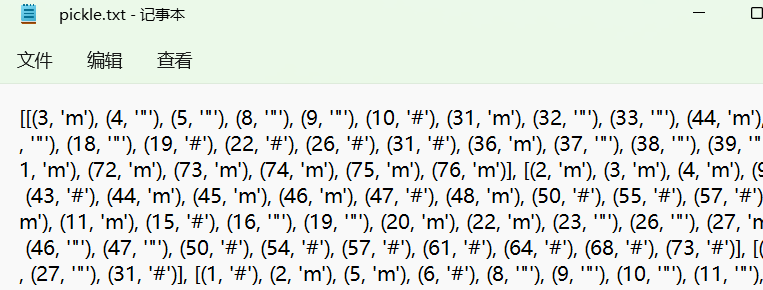 pickle.txt - 记事本
文件 编辑 查看
[[(3, 'm'), (4, '"'), (5, '"'), (8, '"'), (9, '"'), (10, '#'), (31, 'm'), (32, '"'), (33, '"'), (44, 'm'),
, '"'), (18, '"'), (19, '#'), (22, '#'), (26, '#'), (31, '#'), (36, 'm'), (37, '"'), (38, '"'), (39, '"
1, 'm'), (72, 'm'), (73, 'm'), (74, 'm'), (75, 'm'), (76, 'm')], [(2, 'm'), (3, 'm'), (4, 'm'), (9
(43, '#'), (44, 'm'), (45, 'm'), (46, 'm'), (47, '#'), (48, 'm'), (50, '#'), (55, '#'), (57, '#'),
m'), (11, 'm'), (15, '#'), (16, '"'), (19, '"'), (20, 'm'), (22, 'm'), (23, '"'), (26, '"'), (27, 'm
(46, '"'), (47, '"'), (50, '#'), (54, '#'), (57, '#'), (61, '#'), (64, '#'), (68, '#'), (73, '#')], [(
, (27, '"'), (31, '#')], [(1, '#'), (2, 'm'), (5, 'm'), (6, '#'), (8, '"'), (9, '"'), (10, '"'), (11, '"'),